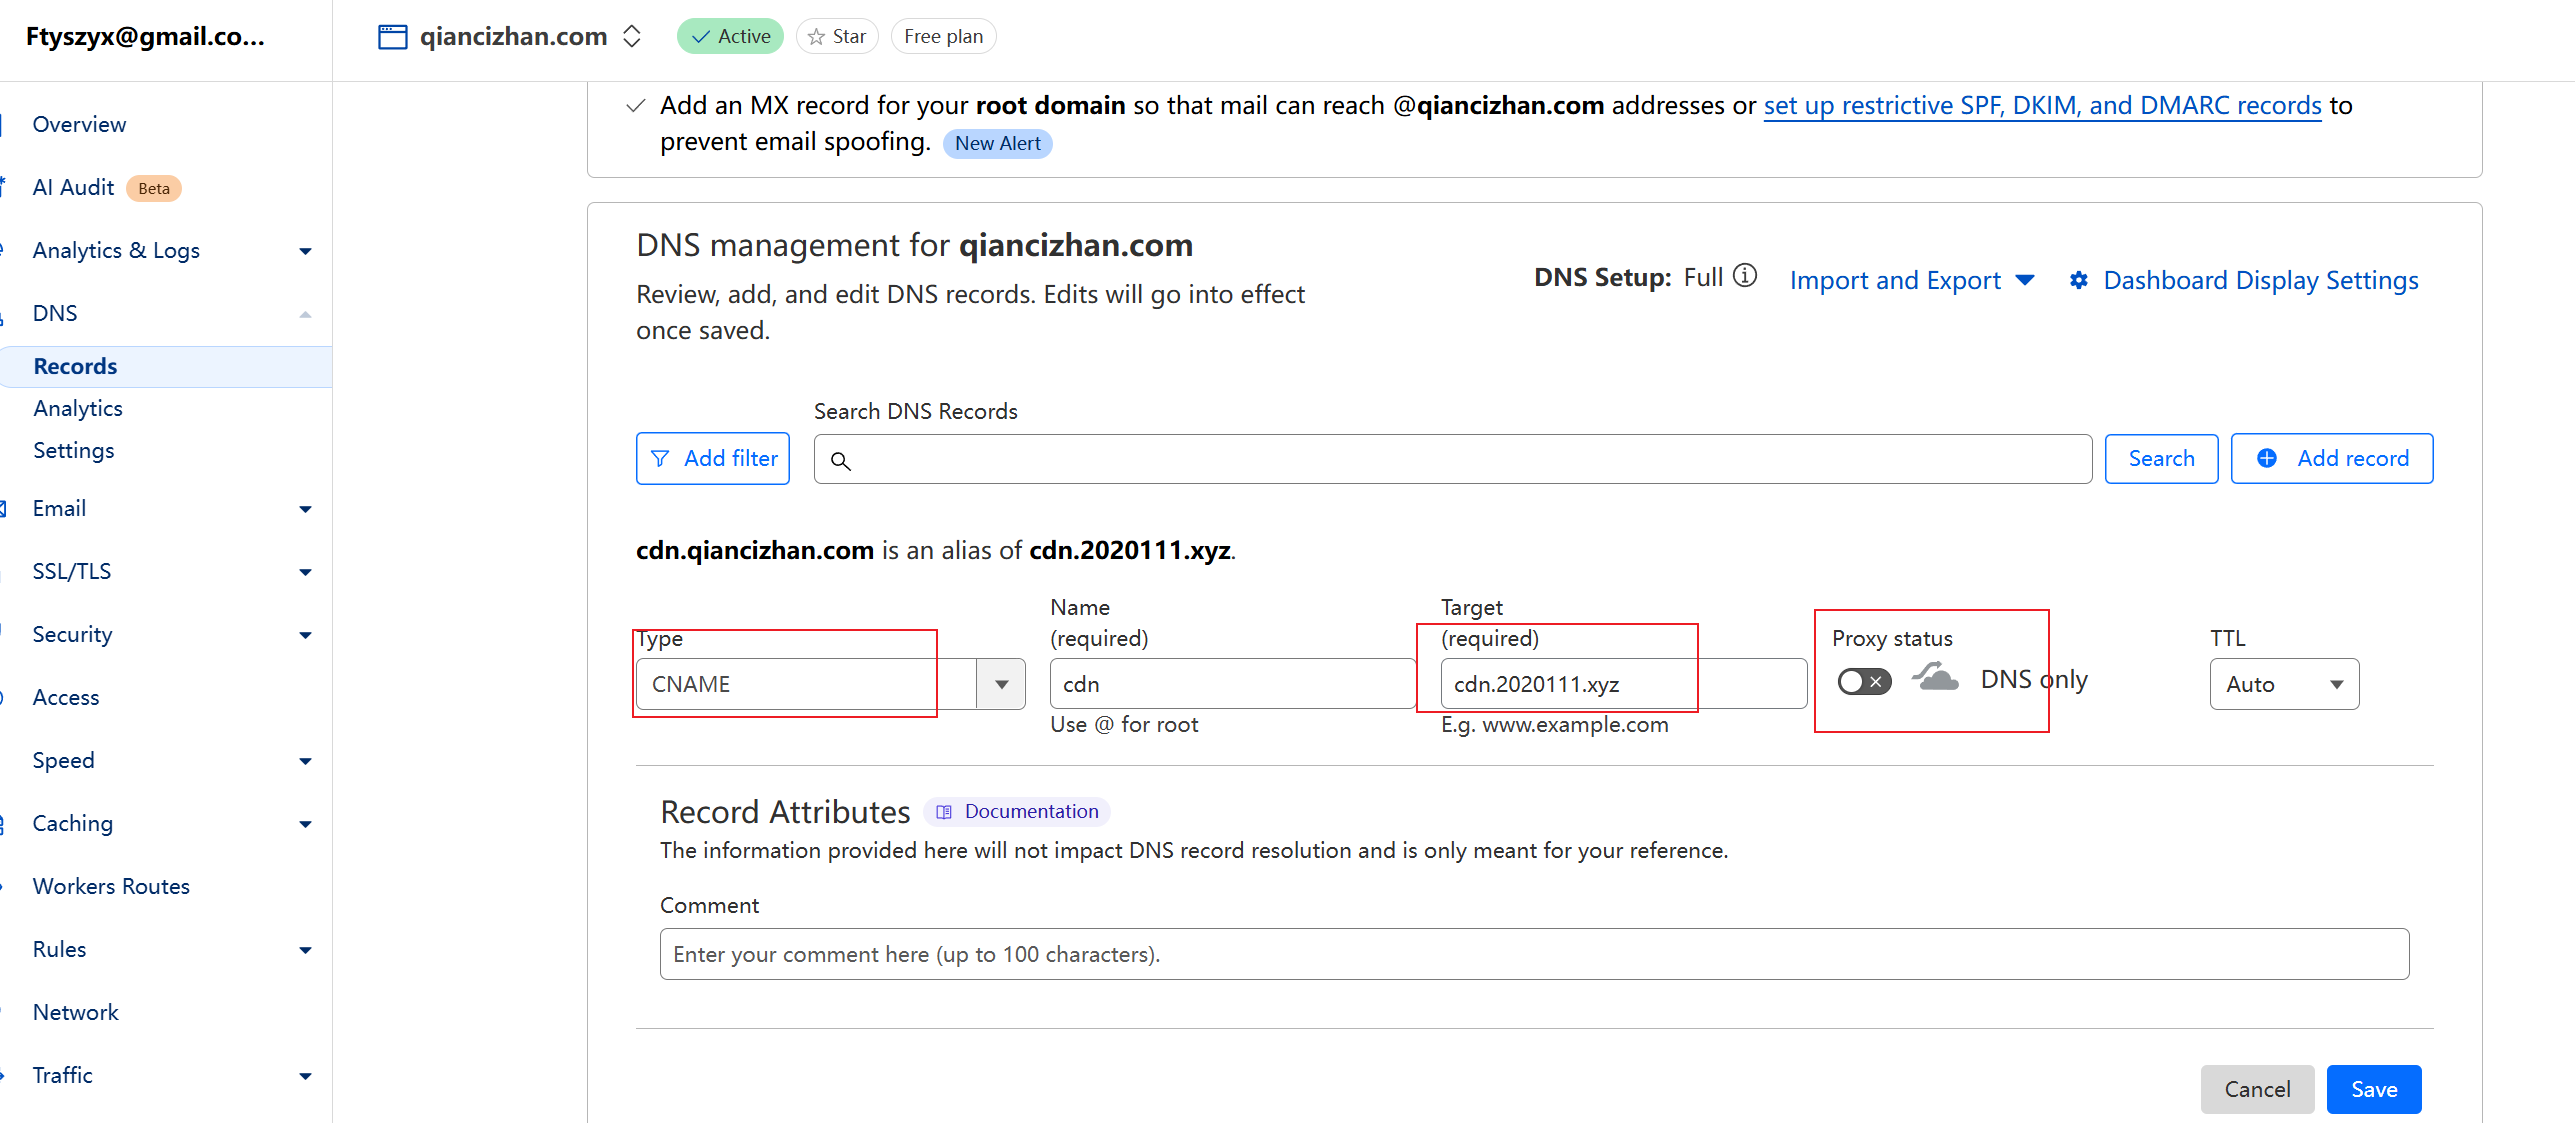 Ftyszyx@gmail.co...
qiancizhan.com Active Star Free plan
Add an MX record for your root domain so that mail can reach @qiancizhan.com addresses or set up restrictive SPF, DKIM, and DMARC records to
prevent email spoofing. New Alert
Overview
AI Audit Beta
Analytics & Logs
DNS
Records
Analytics
Settings
Email
SSL/TLS
Security
Access
Speed
Caching
Workers Routes
Rules
Network
Traffic
DNS management for qiancizhan.com
Review, add, and edit DNS records. Edits will go into effect
once saved.
DNS Setup: Full Import and Export Dashboard Display Settings
Search DNS Records
Add filter Search Add record
cdn.qiancizhan.com is an alias of cdn.2020111.xyz.
Type
CNAME
Name
(required)
cdn
Use @ for root
Target
(required)
cdn.2020111.xyz
E.g. www.example.com
Proxy status
DNS only
TTL
Auto
Record Attributes Documentation
The information provided here will not impact DNS record resolution and is only meant for your reference.
Comment
Enter your comment here (up to 100 characters).
Cancel Save